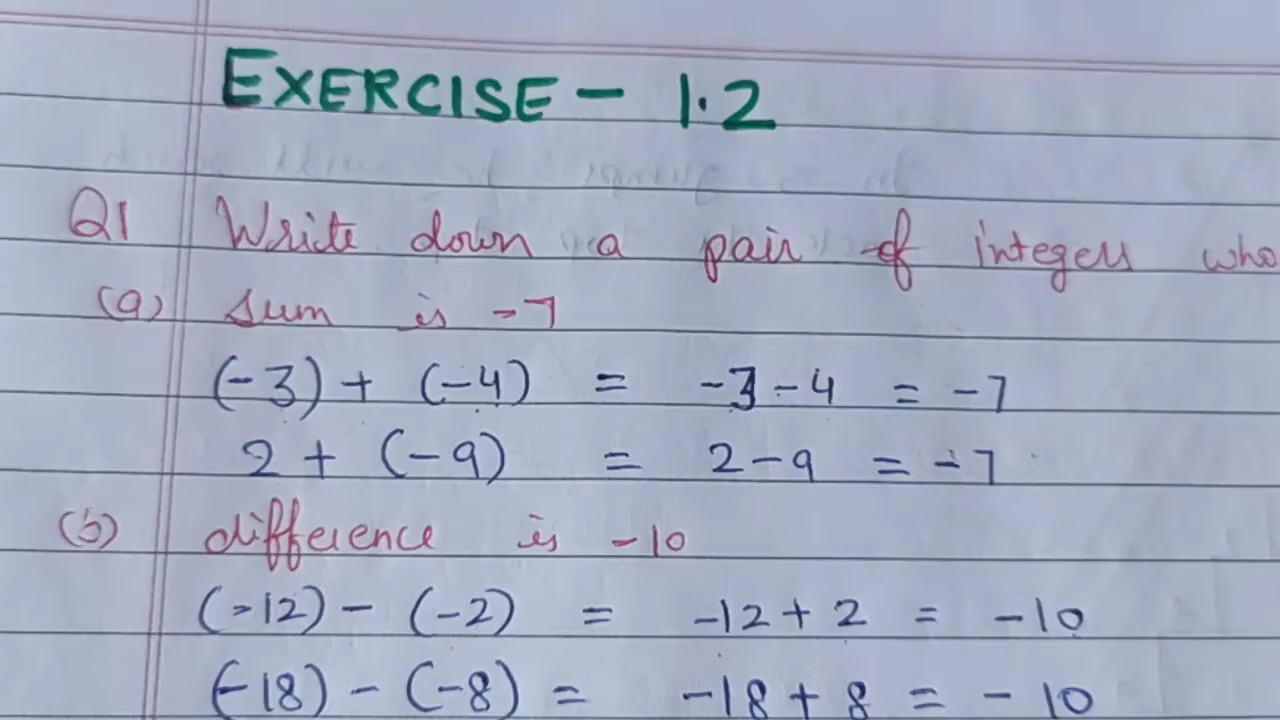 EXERCISE - 1.2
Q1 Write down a pair of integers who
(a) sum is -7
(-3) + (-4) = -3-4 = -7
2 + (-9) = 2-9 = -7
(b) difference is -10
(-12) - (-2) = -12+2 = -10
(-18) - (-8) = -18+8 = -10